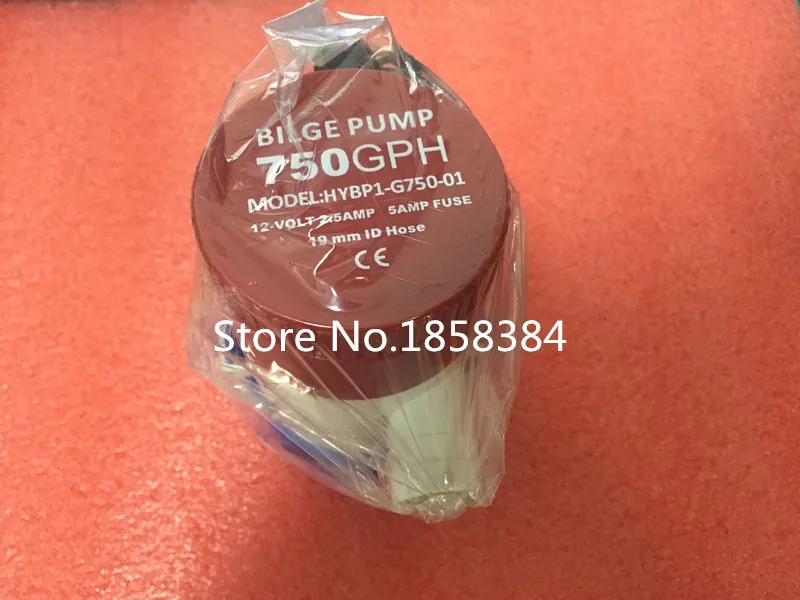 BILGE PUMP
750GPH
MODEL:HYBP1-G750-01
12-VOLT 2.5AMP 5AMP FUSE
19 mm ID Hose
CE
Store No.1858384